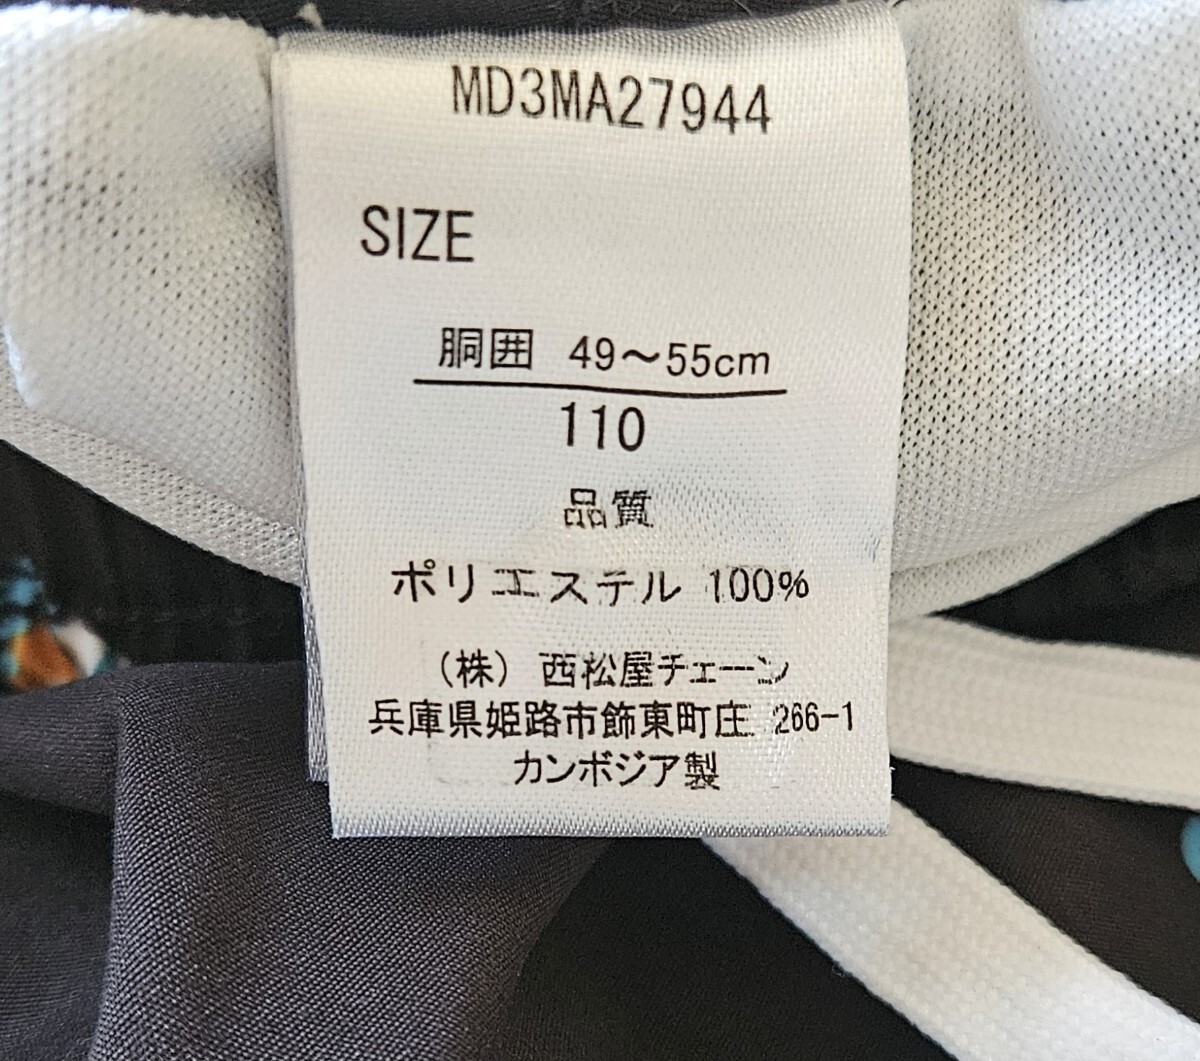 MD3MA27944
SIZE
胴囲 49～55cm
110
品質
ポリエステル 100%
(株) 西松屋チェーン
兵庫県姫路市飾東町庄 266-1
カンボジア製